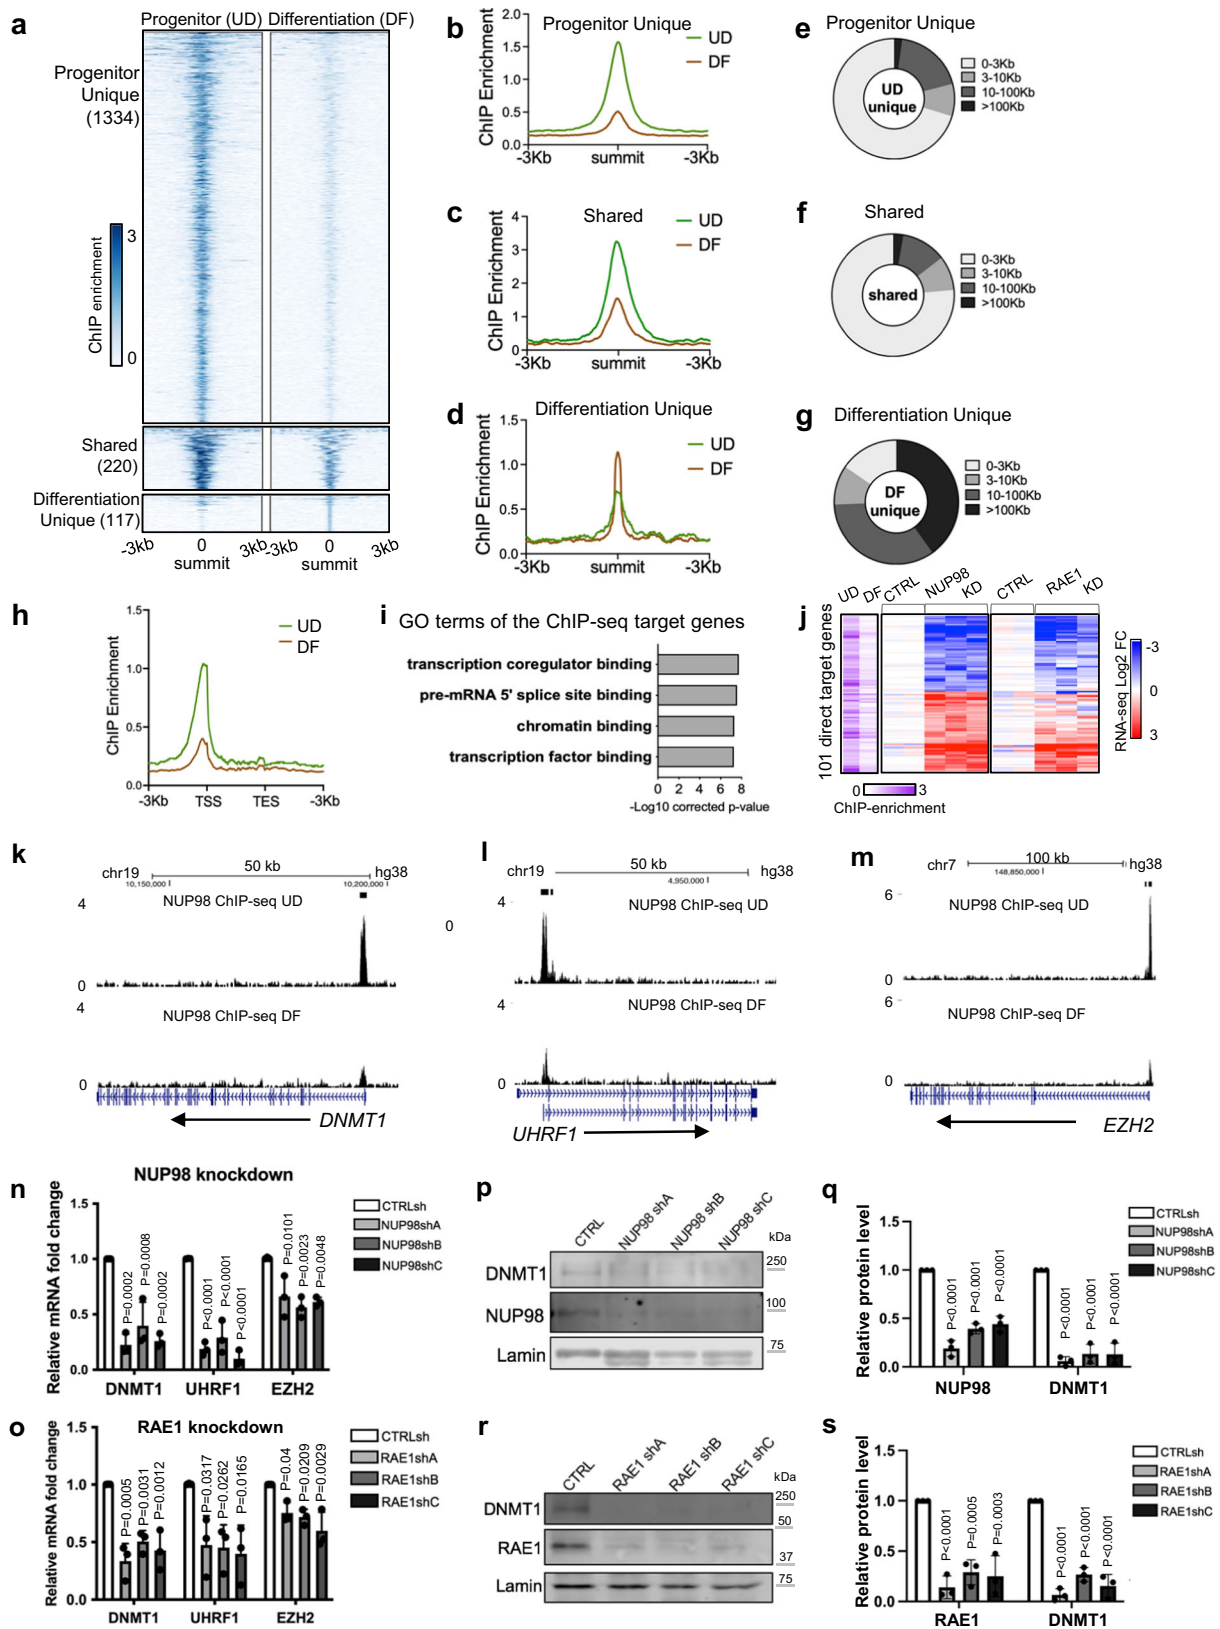 a
Progenitor (UD) Differentiation (DF)
Progenitor
Unique
(1334)
ChIP enrichment
3
0
Shared
(220)
Differentiation
Unique (117)
-3kb 0 3kb -3kb 0 3kb
summit summit
b
Progenitor Unique
ChIP Enrichment
2.0
1.5
1.0
0.5
0.0
UD
DF
-3Kb summit -3Kb
c
Shared
ChIP Enrichment
4
3
2
1
0
UD
DF
-3Kb summit -3Kb
d
Differentiation Unique
ChIP Enrichment
1.5
1.0
0.5
0.0
UD
DF
-3Kb summit -3Kb
e
Progenitor Unique
UD
unique
0-3Kb
3-10Kb
10-100Kb
>100Kb
f
Shared
shared
0-3Kb
3-10Kb
10-100Kb
>100Kb
g
Differentiation Unique
DF
unique
0-3Kb
3-10Kb
10-100Kb
>100Kb
h
ChIP Enrichment
1.5
1.0
0.5
0.0
UD
DF
-3Kb TSS TES -3Kb
i
GO terms of the ChIP-seq target genes
transcription coregulator binding
pre-mRNA 5' splice site binding
chromatin binding
transcription factor binding
0 2 4 6 8
-Log10 corrected p-value
j
UD DF CTRL NUP98 KD CTRL RAE1 KD
101 direct target genes
0 3
ChIP-enrichment
RNA-seq Log2 FC
-3
0
3
k
50 kb
chr19 hg38
10,150,000 10,200,000
4
NUP98 ChIP-seq UD
0
4
NUP98 ChIP-seq DF
0
DNMT1
l
50 kb
chr19 hg38
4,950,000
4
NUP98 ChIP-seq UD
0
0
4
NUP98 ChIP-seq DF
0
UHRF1
m
100 kb
chr7 hg38
148,850,000
6
NUP98 ChIP-seq UD
0
6
NUP98 ChIP-seq DF
0
EZH2
n
NUP98 knockdown
Relative mRNA fold change
1.5
1.0
0.5
0.0
P=0.0002
P=0.0008
P=0.0002
P<0.0001
P<0.0001
P<0.0001
P=0.0101
P=0.0023
P=0.0048
DNMT1 UHRF1 EZH2
CTRLsh
NUP98shA
NUP98shB
NUP98shC
o
RAE1 knockdown
Relative mRNA fold change
1.5
1.0
0.5
0.0
P=0.0005
P=0.0031
P=0.0012
P=0.0317
P=0.0262
P=0.0165
P=0.04
P=0.0209
P=0.0029
DNMT1 UHRF1 EZH2
CTRLsh
RAE1shA
RAE1shB
RAE1shC
p
CTRL NUP98 shA NUP98 shB NUP98 shC
kDa
DNMT1 250
NUP98 100
Lamin 75
q
Relative protein level
1.5
1.0
0.5
0.0
P<0.0001
P<0.0001
P<0.0001
P<0.0001
P<0.0001
P<0.0001
NUP98 DNMT1
CTRLsh
NUP98shA
NUP98shB
NUP98shC
r
CTRL RAE1 shA RAE1 shB RAE1 shC
kDa
DNMT1 250
50
RAE1
37
Lamin 75
s
Relative protein level
1.5
1.0
0.5
0.0
P<0.0001
P=0.0005
P=0.0003
P<0.0001
P<0.0001
P<0.0001
RAE1 DNMT1
CTRLsh
RAE1shA
RAE1shB
RAE1shC